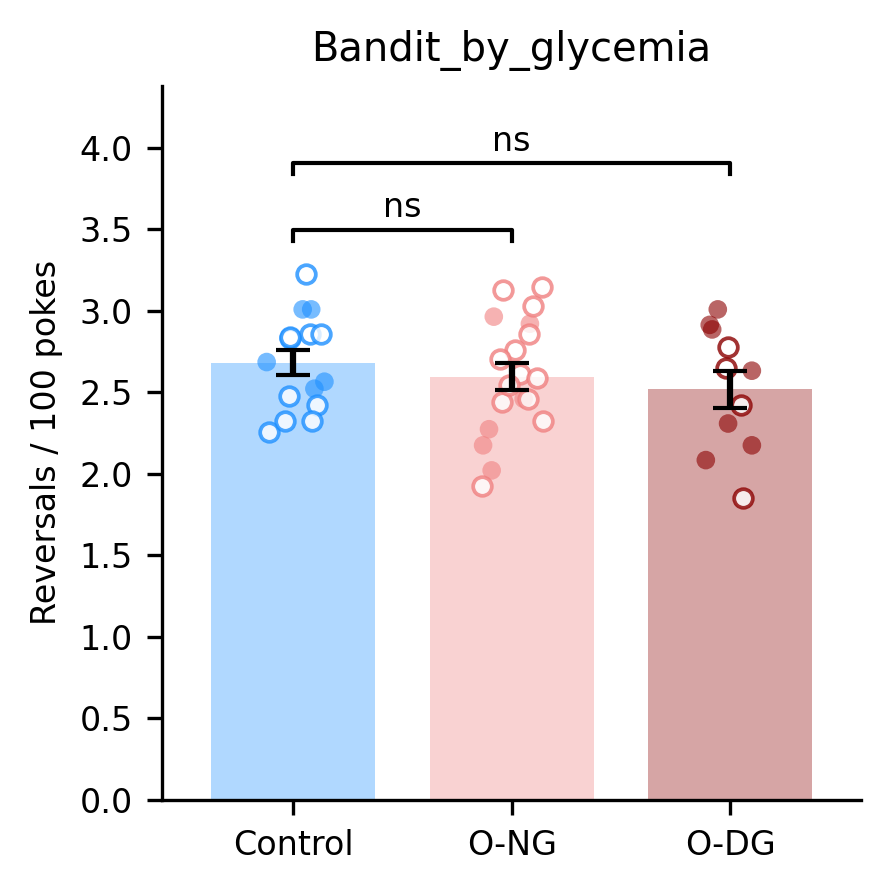 Bandit_by_glycemia
Reversals / 100 pokes
4.0
3.5
3.0
2.5
2.0
1.5
1.0
0.5
0.0
ns
ns
Control
O-NG
O-DG